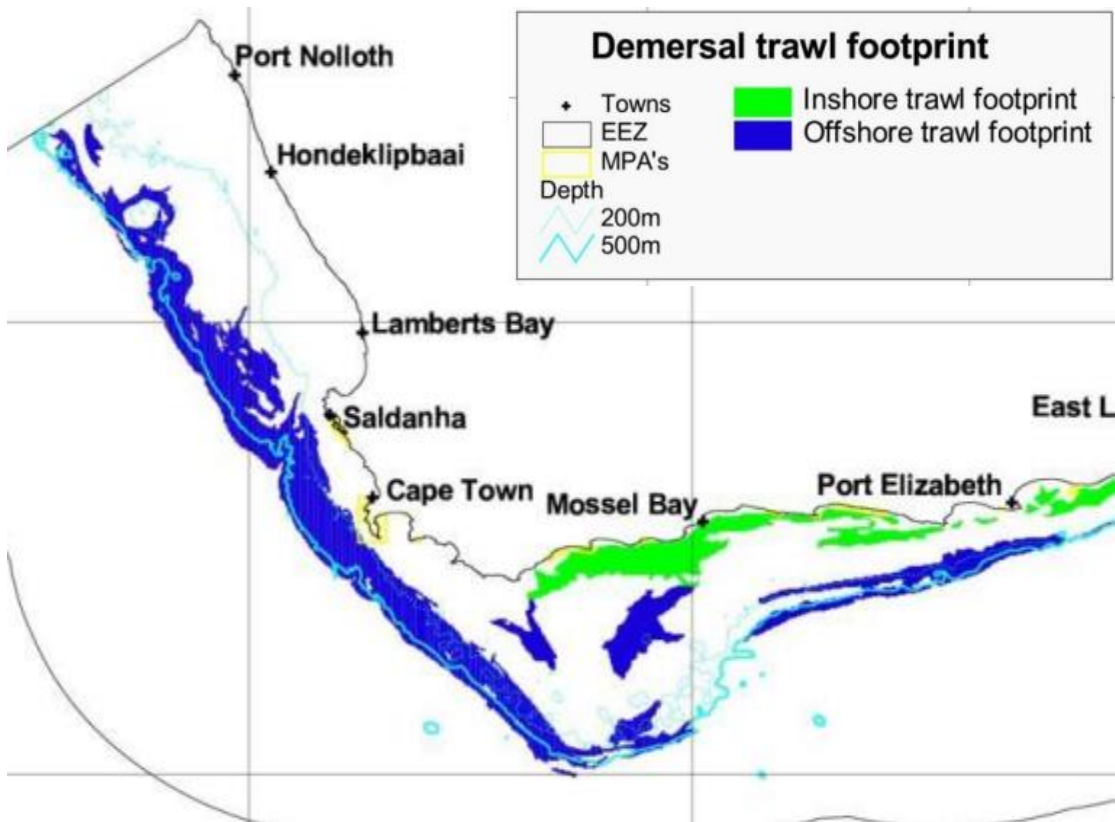 Demersal trawl footprint
Towns
EEZ
MPA's
Depth
200m
500m
Inshore trawl footprint
Offshore trawl footprint
Port Nolloth
Hondeklipbaai
Lamberts Bay
Saldanha
East L
Cape Town
Mossel Bay
Port Elizabeth